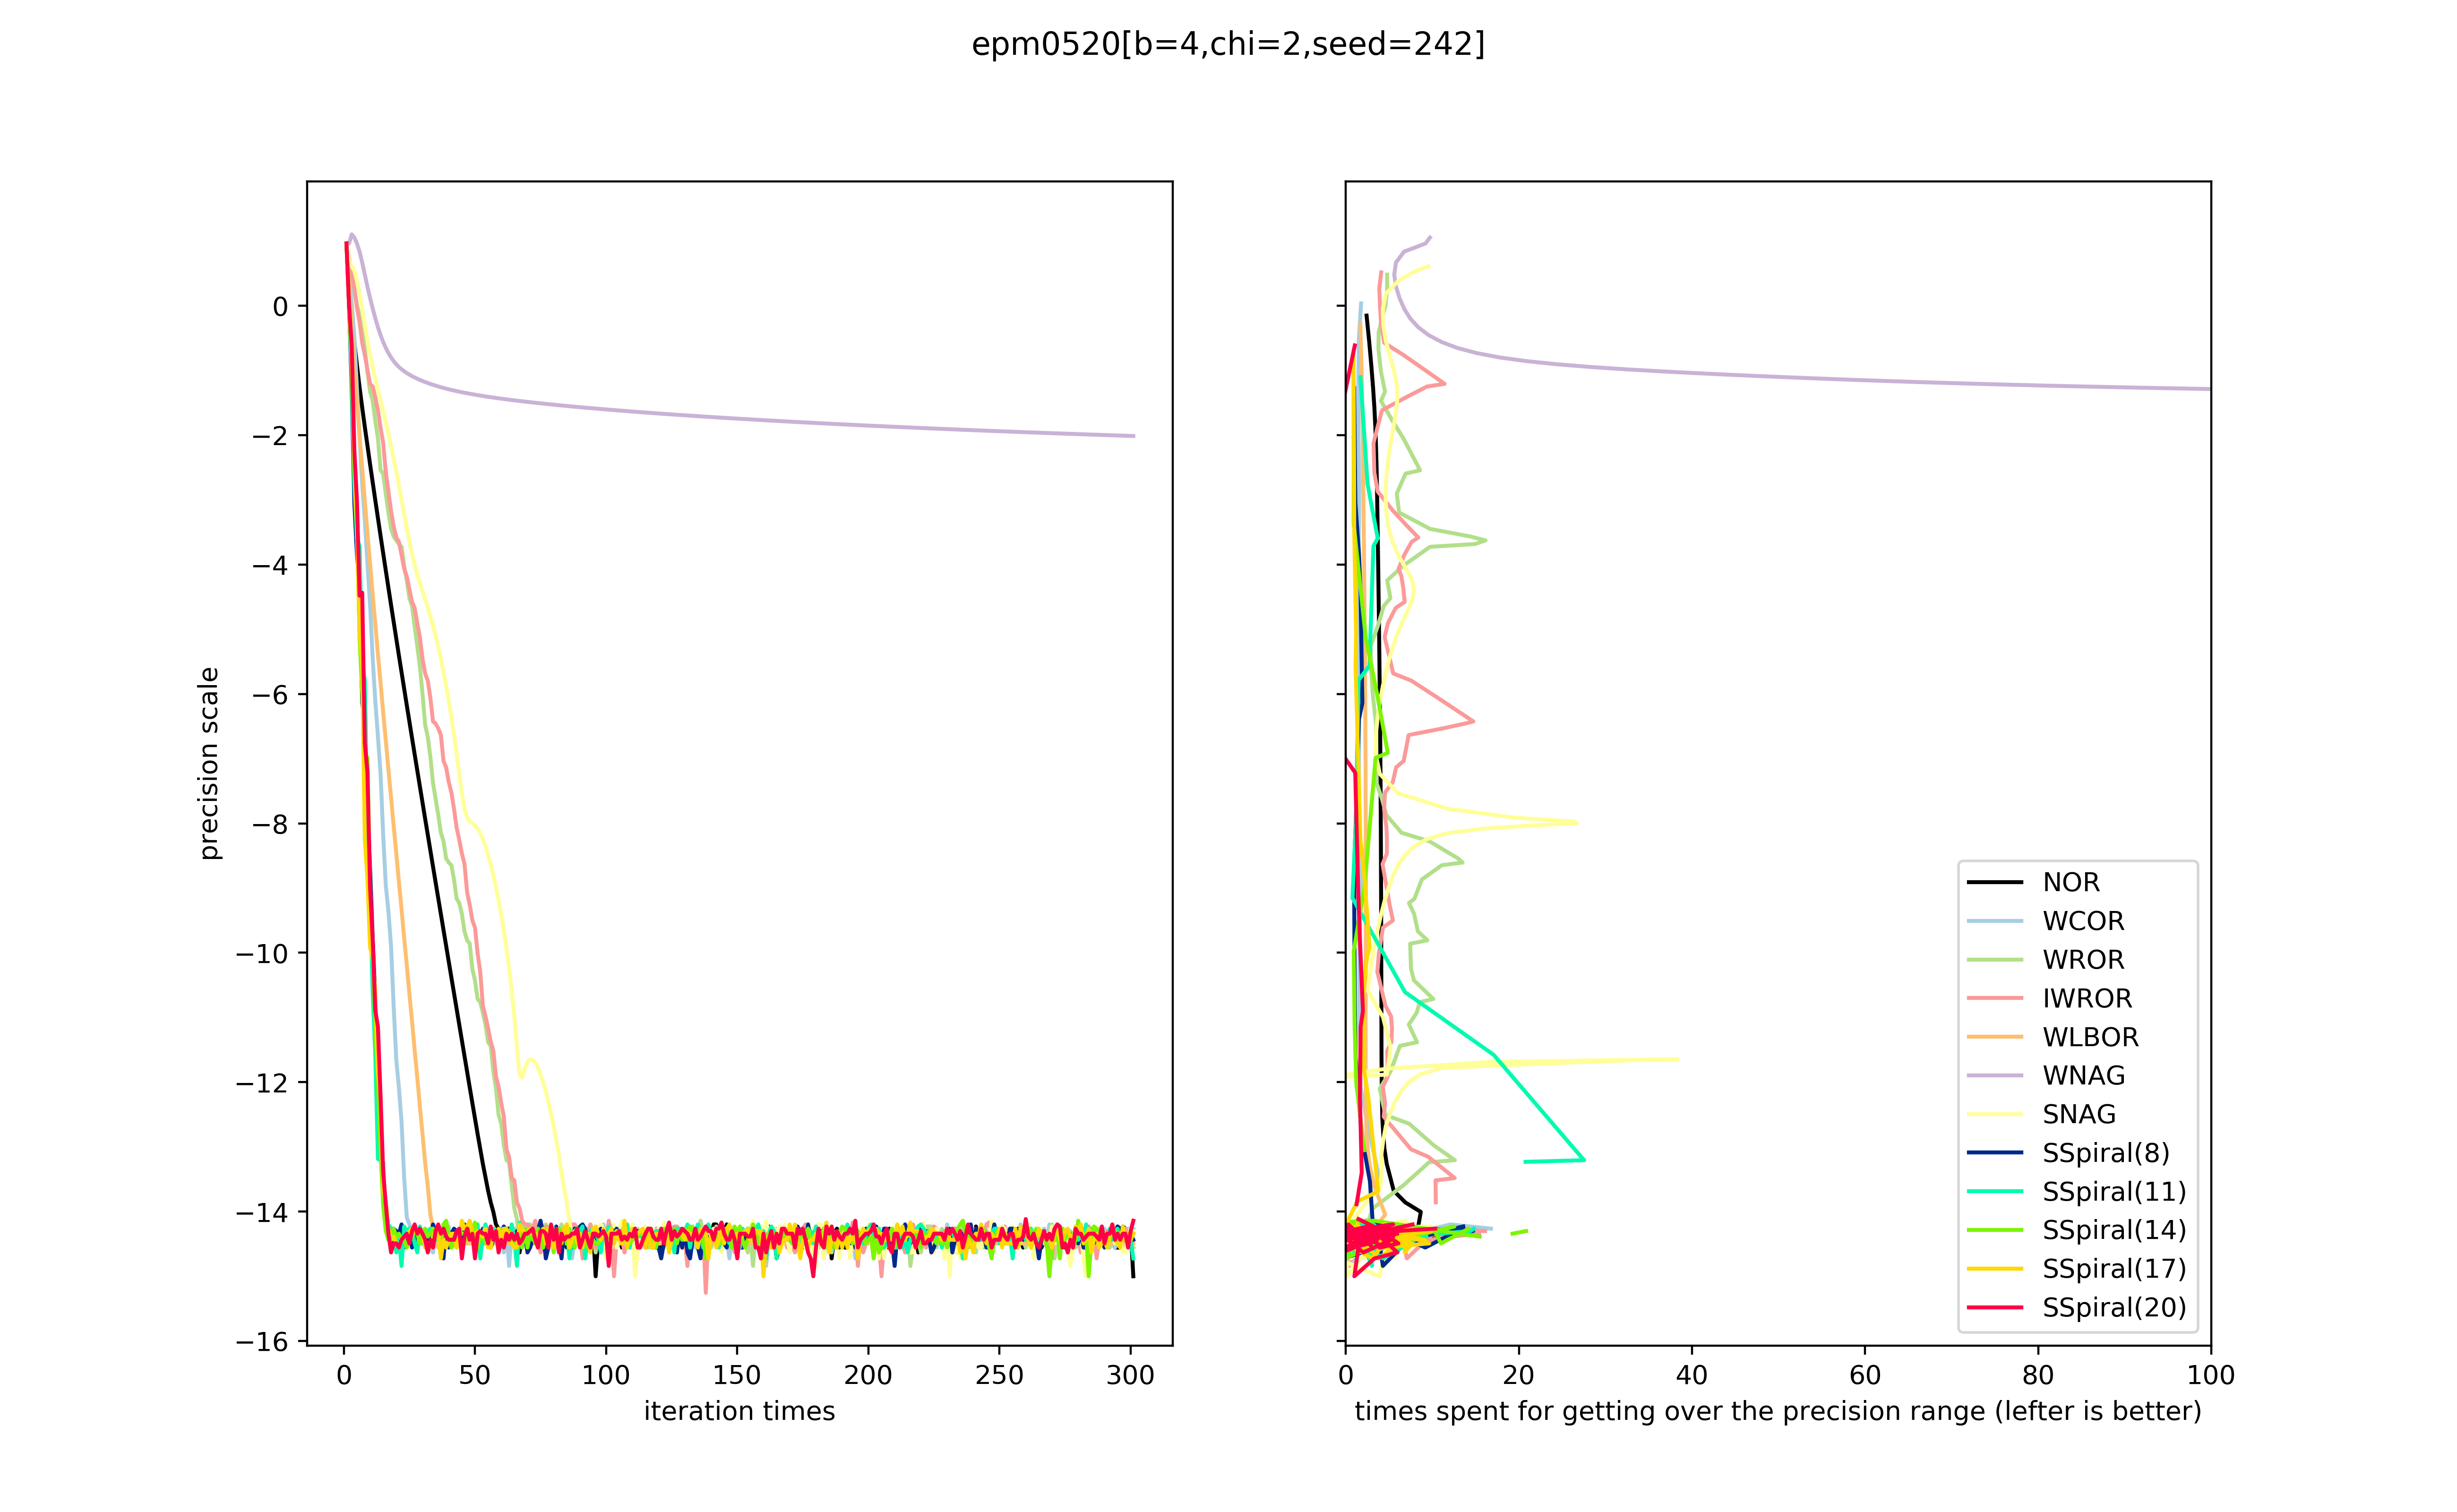 epm0520[b=4,chi=2,seed=242]
precision scale
0
−2
−4
−6
−8
−10
−12
−14
−16
0 50 100 150 200 250 300
iteration times
0 20 40 60 80 100
times spent for getting over the precision range (lefter is better)
NOR
WCOR
WROR
IWROR
WLBOR
WNAG
SNAG
SSpiral(8)
SSpiral(11)
SSpiral(14)
SSpiral(17)
SSpiral(20)